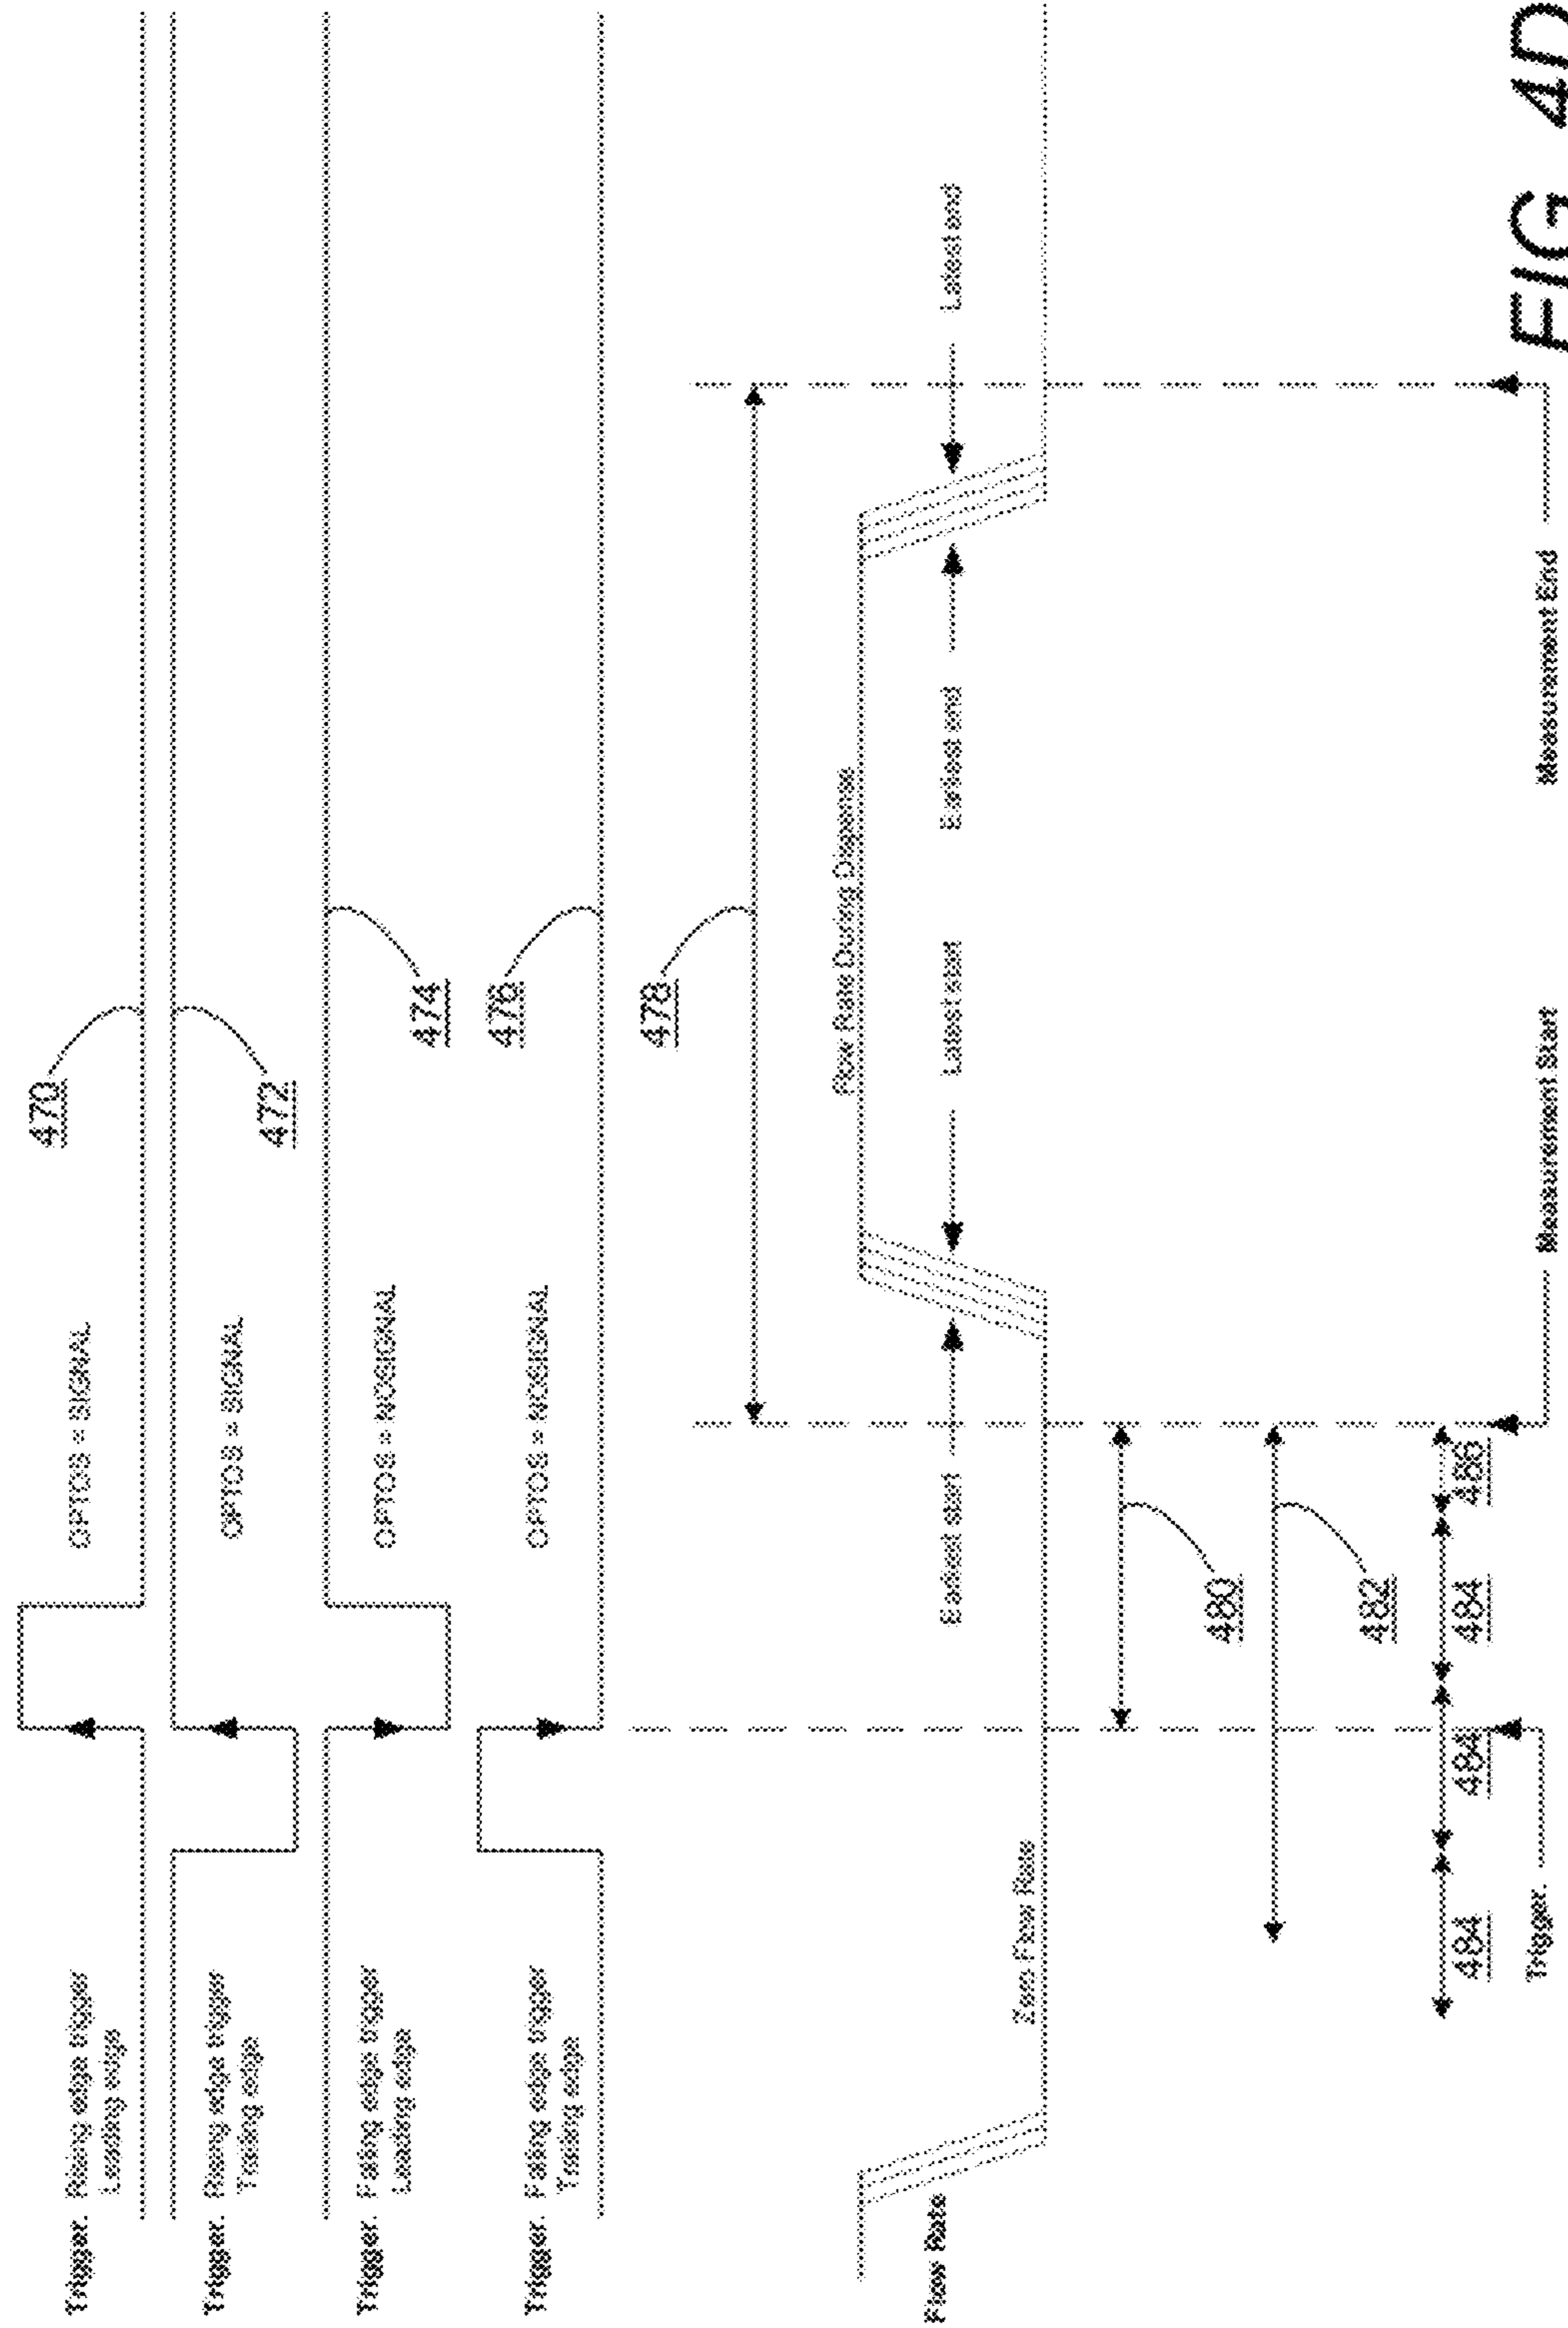 Trigger. Rising edge trigger
Leading edge
OPTOS = SIGNAL
470
Trigger. Rising edge trigger
Trailing edge
OPTOS = SIGNAL
472
Trigger. Falling edge trigger
Leading edge
OPTOS = NOSIGNAL
474
Trigger. Falling edge trigger
Trailing edge
OPTOS = NOSIGNAL
476
478
Flow Rate During Dispense
Flow Rate
Earliest start
Latest start
Earliest end
Latest end
Zero Flow Rate
480
482
484
484
484
486
Trigger.
Measurement Start
Measurement End
FIG 4D